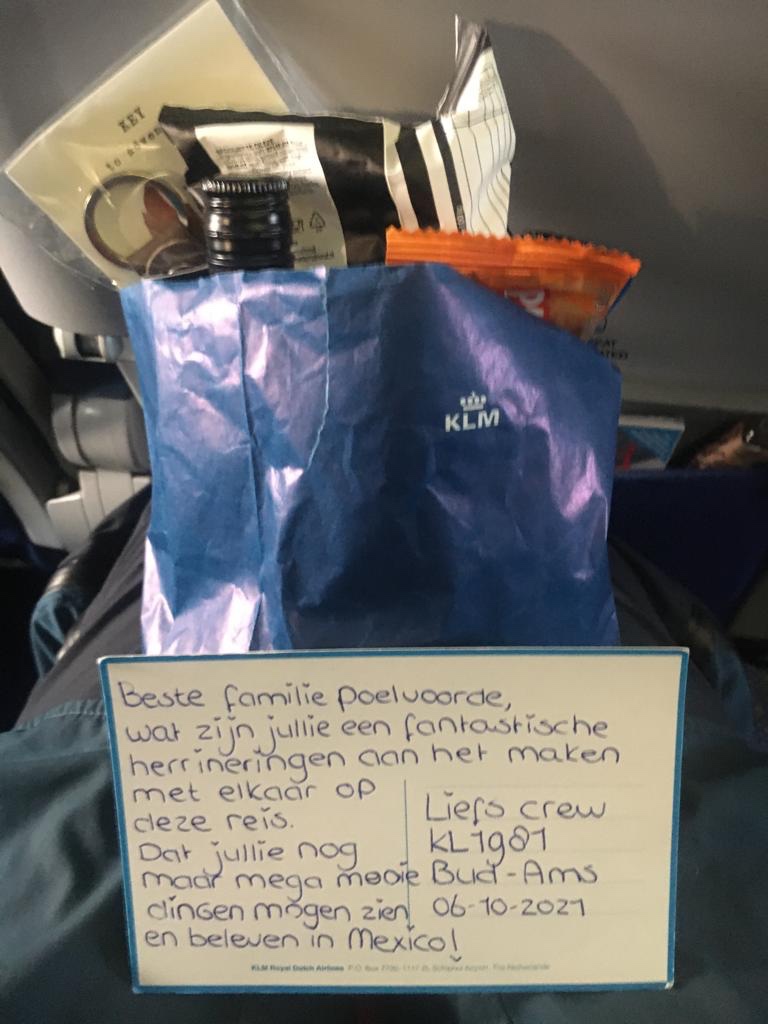 KEY
KLM
Beste familie Poelvoorde,
wat zijn jullie een fantastische
herrineringen aan het maken
met elkaar op
deze reis.
Dat jullie nog
maar mega mooie
dingen mogen zien
en beleven in Mexico!
Liefs crew
KL1981
Bud-Ams
06-10-2021
KLM Royal Dutch Airlines